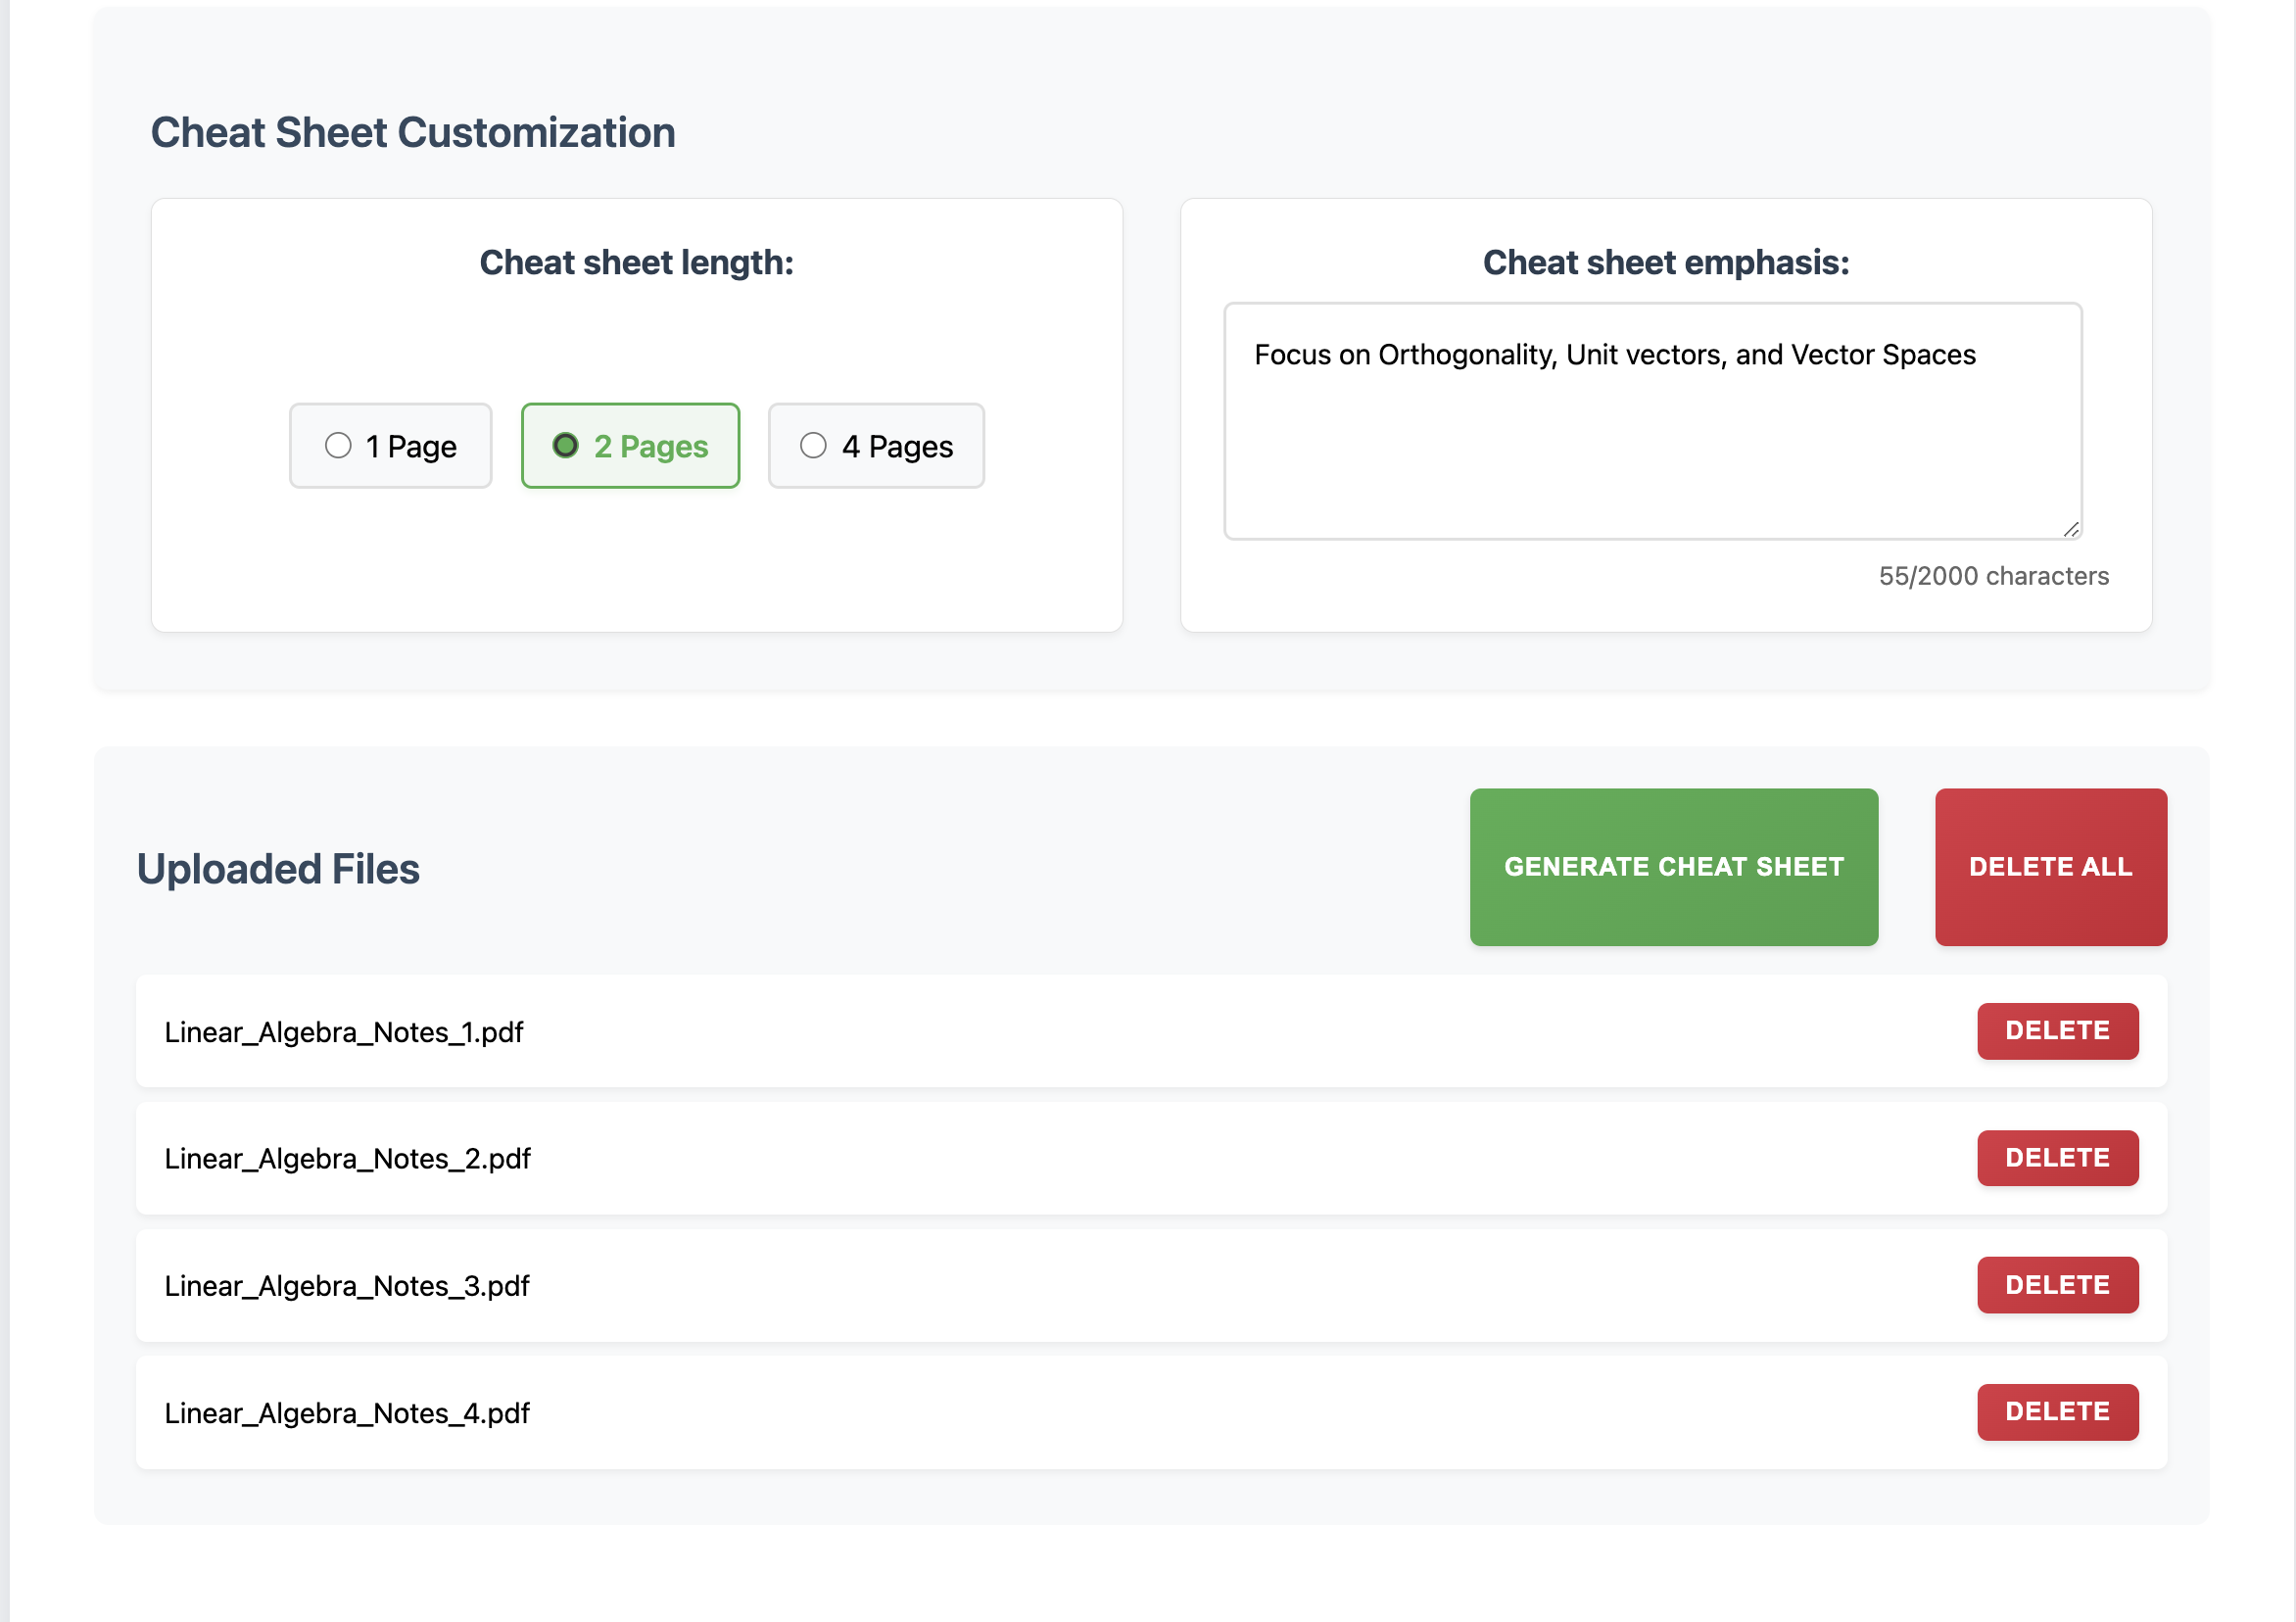 Cheat Sheet Customization
Cheat sheet length:
1 Page
2 Pages
4 Pages
Cheat sheet emphasis:
Focus on Orthogonality, Unit vectors, and Vector Spaces
55/2000 characters
Uploaded Files
GENERATE CHEAT SHEET
DELETE ALL
Linear_Algebra_Notes_1.pdf
DELETE
Linear_Algebra_Notes_2.pdf
DELETE
Linear_Algebra_Notes_3.pdf
DELETE
Linear_Algebra_Notes_4.pdf
DELETE